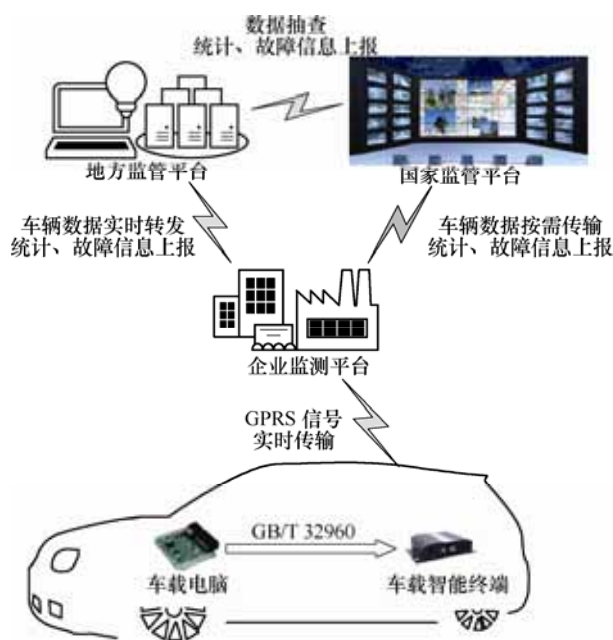 数据抽查
统计、故障信息上报
地方监管平台
国家监管平台
车辆数据实时转发
统计、故障信息上报
车辆数据按需传输
统计、故障信息上报
企业监测平台
GPRS 信号
实时传输
GB/T 32960
车载电脑
车载智能终端